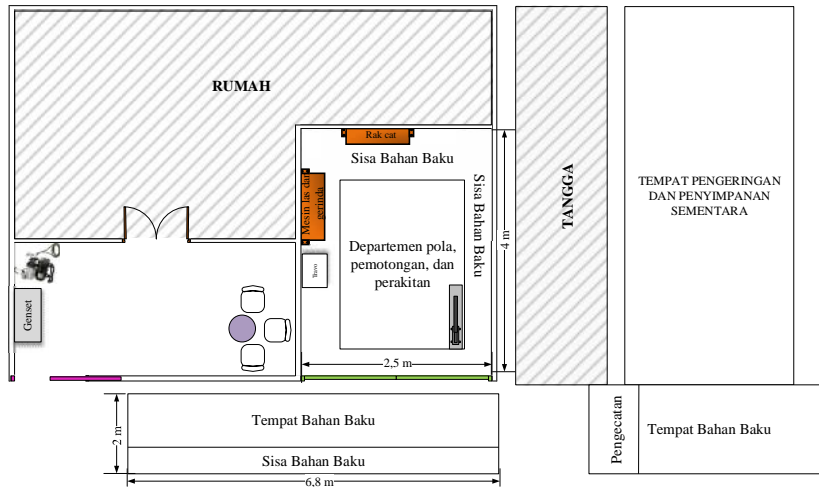 RUMAH
Rak cat
Sisa Bahan Baku
Mesin las dan
gerinda
Sisa Bahan Baku
4 m
TANGGA
TEMPAT PENGERINGAN
DAN PENYIMPANAN
SEMENTARA
Departemen pola,
pemotongan, dan
perakitan
Travo
Genset
2,5 m
2 m
Tempat Bahan Baku
Sisa Bahan Baku
6,8 m
Pengecatan
Tempat Bahan Baku